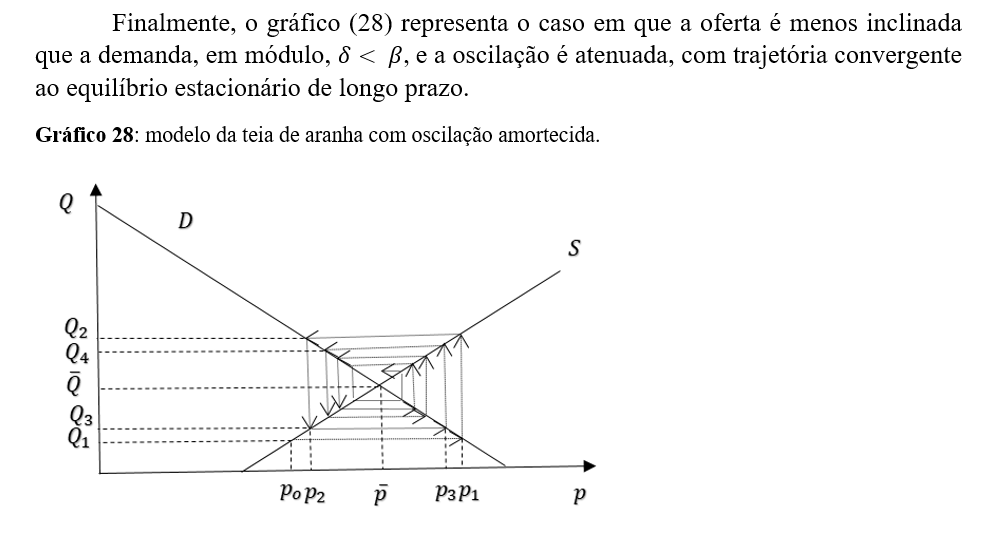 Finalmente, o gráfico (28) representa o caso em que a oferta é menos inclinada
que a demanda, em módulo, δ < β, e a oscilação é atenuada, com trajetória convergente
ao equilíbrio estacionário de longo prazo.
Gráfico 28: modelo da teia de aranha com oscilação amortecida.
Q
D
S
Q₂
Q₄
Q̄
Q₃
Q₁
p₀ p₂ p̄ p₃ p₁ p